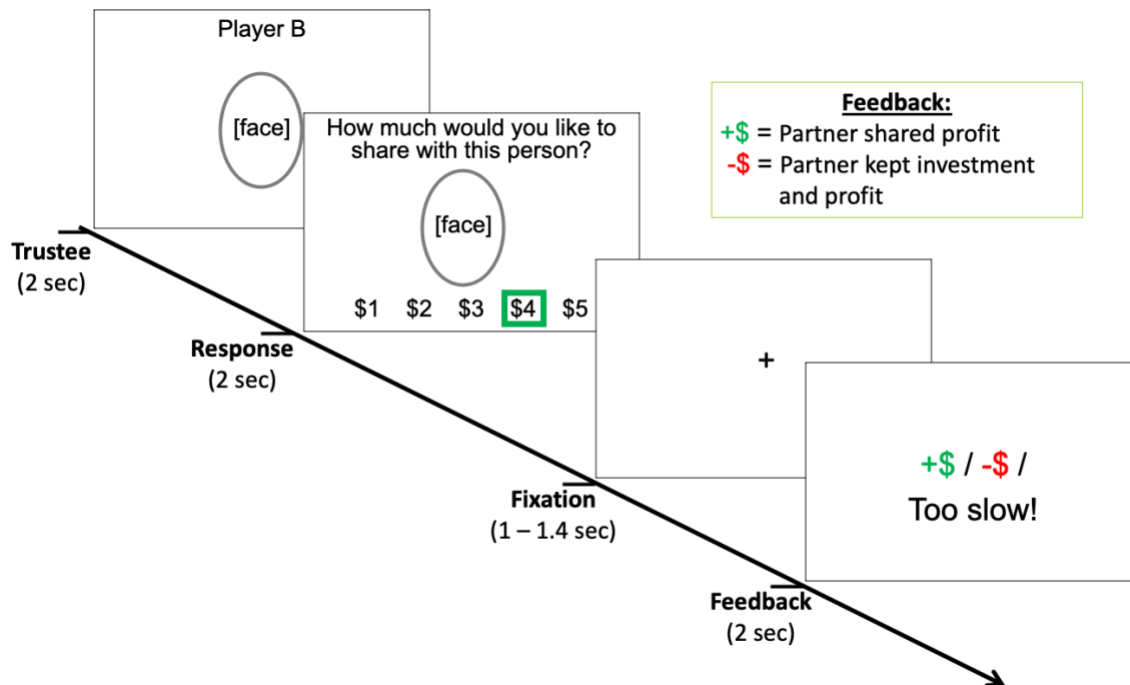 Player B
[face]
How much would you like to
share with this person?
[face]
$1 $2 $3 $4 $5
Feedback:
+$ = Partner shared profit
-$ = Partner kept investment
and profit
Trustee
(2 sec)
Response
(2 sec)
+
Fixation
(1 – 1.4 sec)
+$ / -$ /
Too slow!
Feedback
(2 sec)